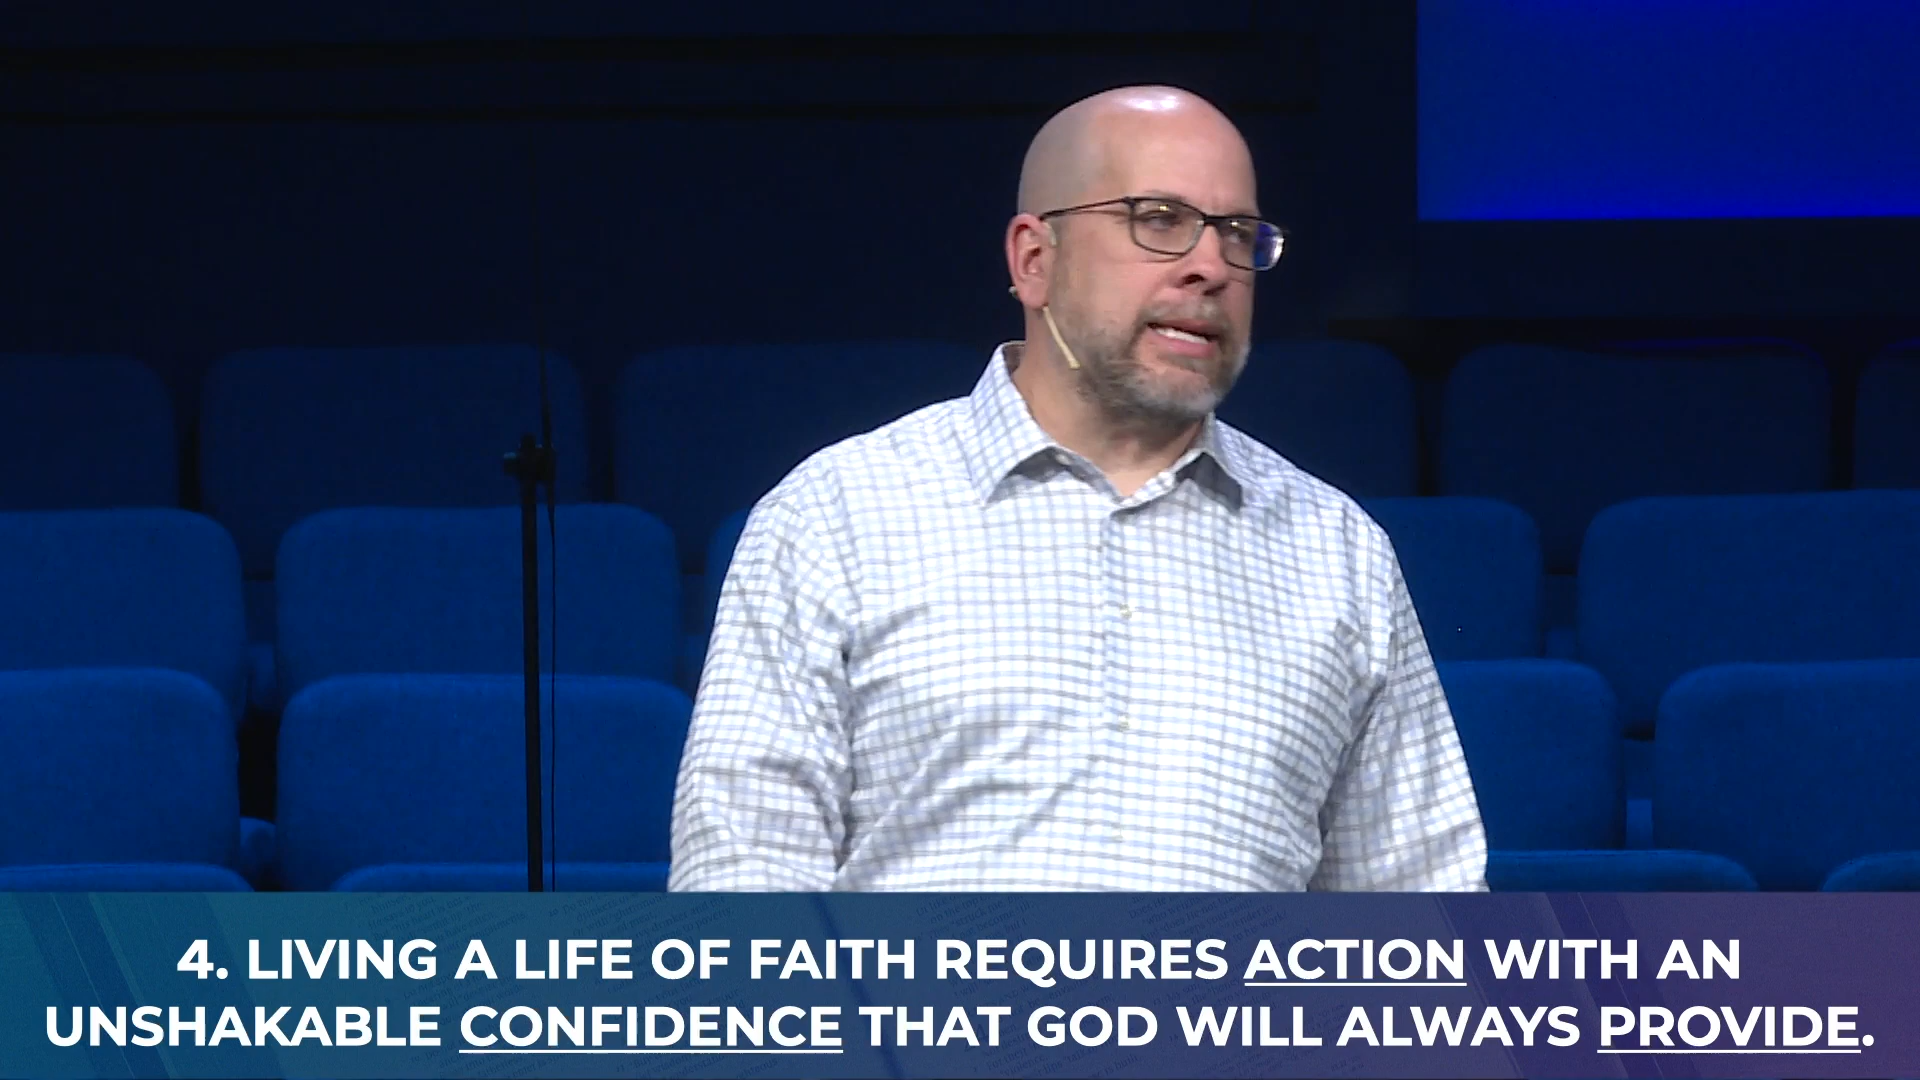 4. LIVING A LIFE OF FAITH REQUIRES ACTION WITH AN
UNSHAKABLE CONFIDENCE THAT GOD WILL ALWAYS PROVIDE.